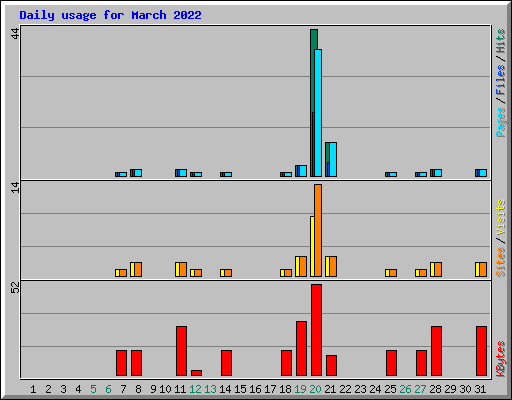 Daily usage for March 2022
44
Pages / Files / Hits
14
Sites / Visits
52
KBytes
1 2 3 4 5 6 7 8 9 10 11 12 13 14 15 16 17 18 19 20 21 22 23 24 25 26 27 28 29 30 31